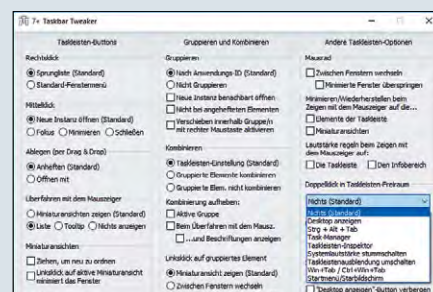 7+ Taskbar Tweaker
Taskleisten-Buttons
Rechtsklick
Sprungliste (Standard)
Standard-Fenstermenü
Mittelklick
Neue Instanz öffnen (Standard)
Fokus Minimieren Schließen
Ablegen (per Drag & Drop)
Anheften (Standard)
Öffnen mit
Überfahren mit dem Mauszeiger
Miniaturansichten zeigen (Standard)
Liste Tooltip Nichts anzeigen
Miniaturansichten
Ziehen, um neu zu ordnen
Linksklick auf aktive Miniaturansicht
minimiert das Fenster
Gruppieren und Kombinieren
Gruppieren
Nach Anwendungs-ID (Standard)
Nicht Gruppieren
Neue Instanz benachbart öffnen
Nicht bei angehefteten Elementen
Verschieben innerhalb Gruppe/n
mit rechter Maustaste aktivieren
Kombinieren
Taskleisten-Einstellung (Standard)
Gruppierte Elemente kombinieren
Gruppierte Elem. nicht kombinieren
Kombinierung aufheben:
Aktive Gruppe
Beim Überfahren mit dem Mausz.
...und Beschriftungen anzeigen
Linksklick auf gruppiertes Element
Miniaturansicht zeigen (Standard)
Zwischen Fenstern wechseln
Andere Taskleisten-Optionen
Mausrad
Zwischen Fenstern wechseln
Minimierte Fenster überspringen
Minimieren/Wiederherstellen beim
Zeigen mit dem Mauszeiger auf die...
Elemente der Taskleiste
Miniaturansichten
Lautstärke regeln beim Zeigen mit
dem Mauszeiger auf:
Die Taskleiste Den Infobereich
Doppelklick in Taskleisten-Freiraum
Nichts (Standard)
Nichts (Standard)
Desktop anzeigen
Strg + Alt + Tab
Task-Manager
Taskleisten-Inspektor
Systemlautstärke stummschalten
Taskleistenausblendung umschalten
Win+Tab / Ctrl+Win+Tab
Startmenü/Startbildschirm
"Desktop anzeigen"-Button verbergen